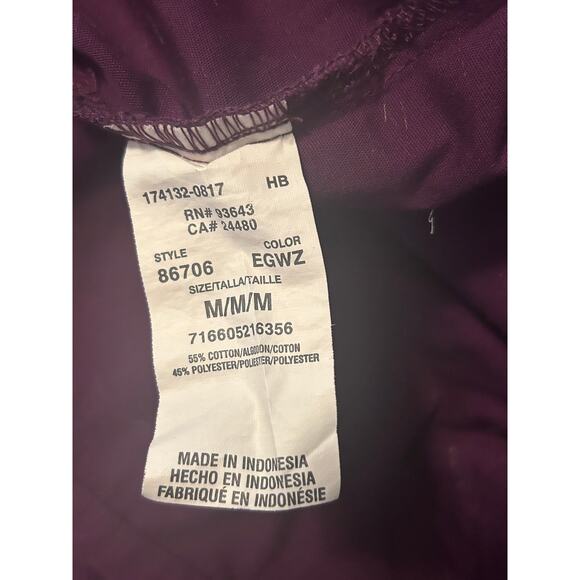 174132-0817 HB
RN# 93643
CA# 24480
STYLE COLOR
86706 EGWZ
SIZE/TALLA/TAILLE
M/M/M
716605216356
55% COTTON/ALGODON/COTON
45% POLYESTER/POLIESTER/POLYESTER
MADE IN INDONESIA
HECHO EN INDONESIA
FABRIQUÉ EN INDONÉSIE